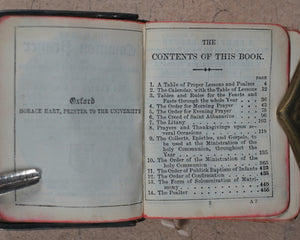 Oxford
HORACE HART, PRINTER TO THE UNIVERSITY
THE
CONTENTS OF THIS BOOK.
PAGE
1. A Table of Proper Lessons and Psalms 4
2. The Calendar, with the Table of Lessons 12
3. Tables and Rules for the Feasts and
Fasts through the whole Year
4. The Order for Morning Prayer
5. The Order for Evening Prayer
6. The Creed of Saint Athanasius
7. The Litany
8. Prayers and Thanksgivings upon
several Occasions
9. The Collects, Epistles, and Gospels, to
be used at the Ministration of the
holy Communion, throughout the
Year
10. The Order of the Ministration of the
holy Communion
11. The Order of Publick Baptism of Infants
12. The Order of Confirmation
13. The Form of Solemnization of Matri-
mony
14. The Psalter
A 2